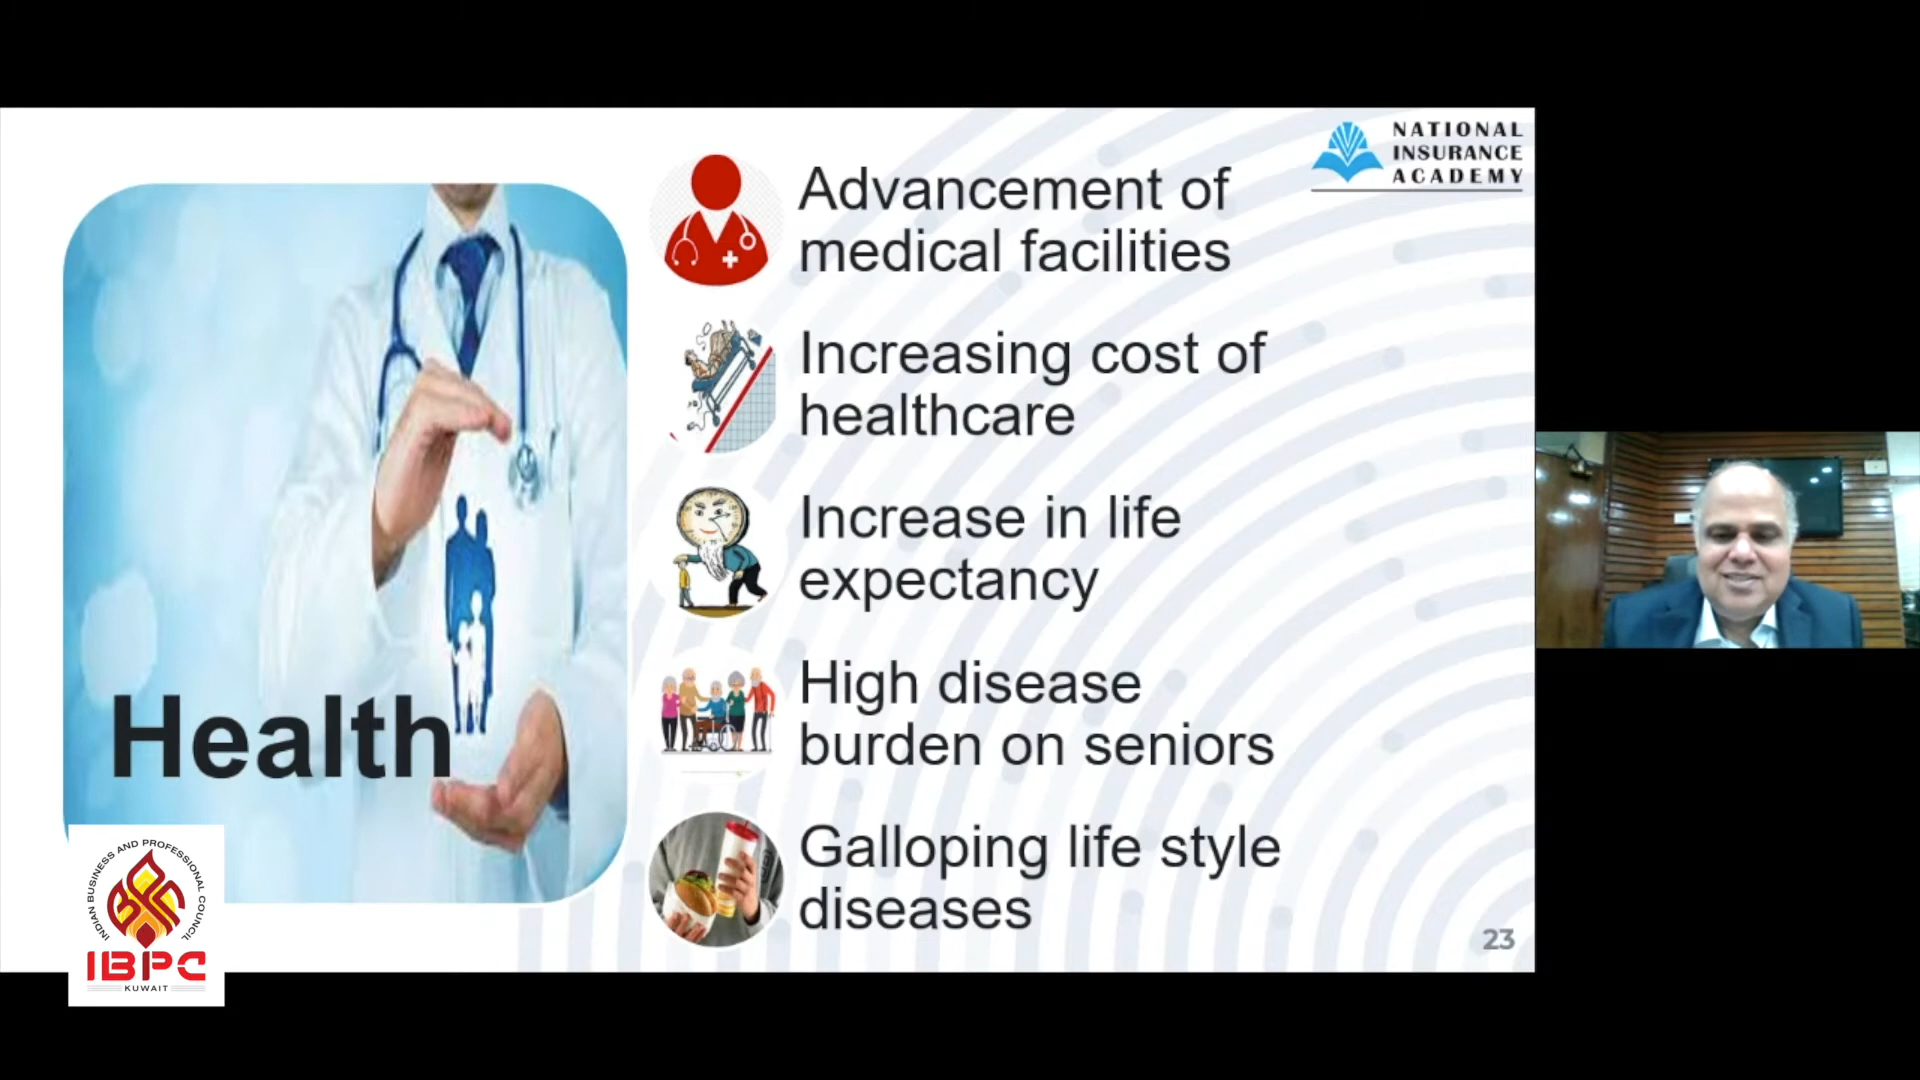 NATIONAL
INSURANCE
ACADEMY
Advancement of
medical facilities
Increasing cost of
healthcare
Increase in life
expectancy
High disease
burden on seniors
Galloping life style
diseases
Health
INDIAN BUSINESS AND PROFESSIONAL COUNCIL
IBPC
KUWAIT
23